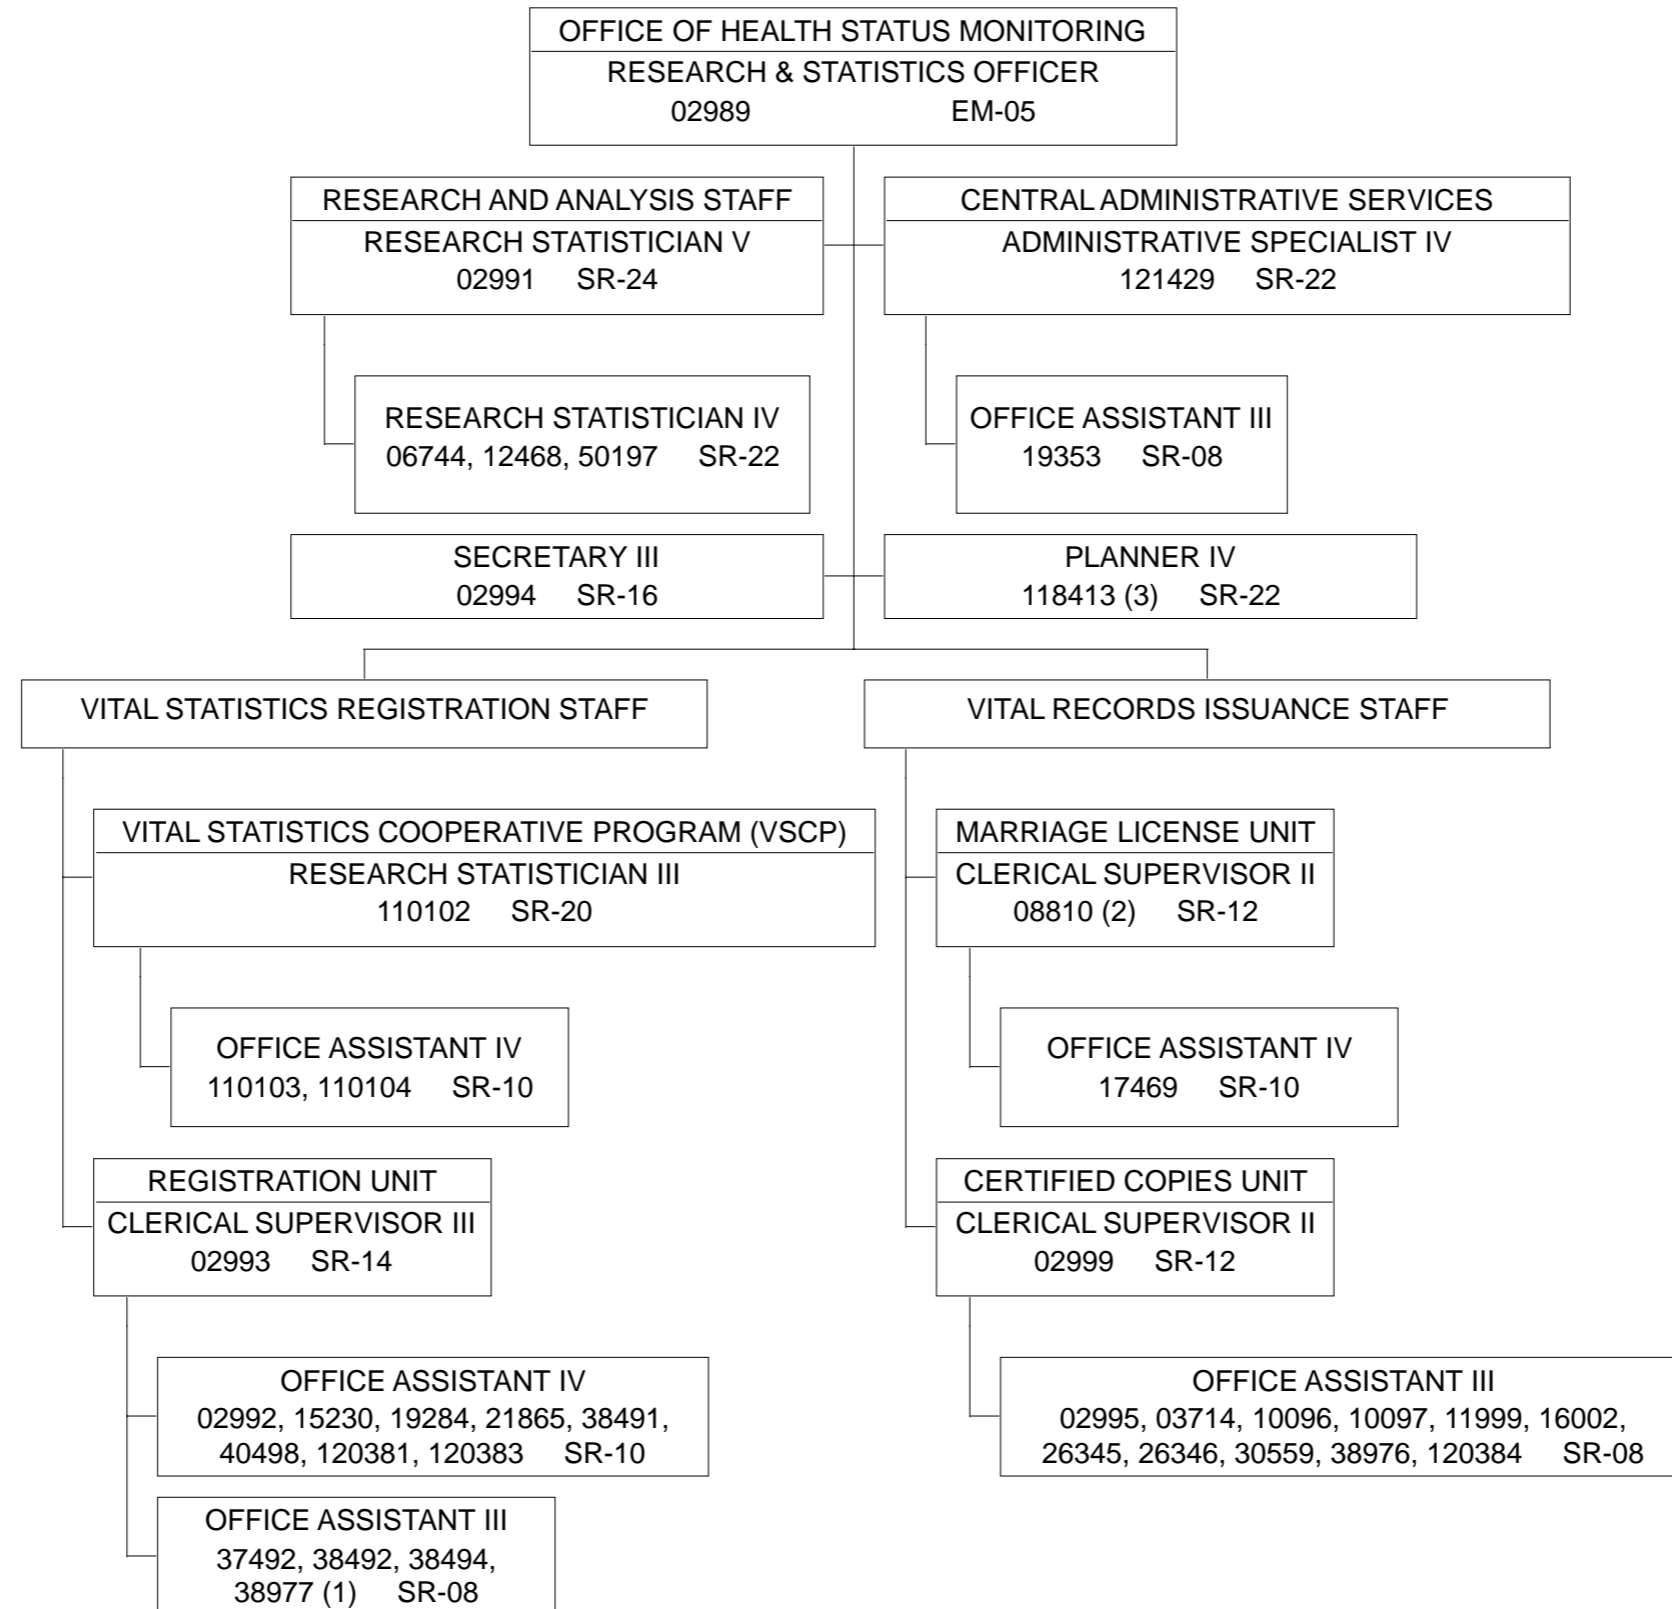 OFFICE OF HEALTH STATUS MONITORING
RESEARCH & STATISTICS OFFICER
02989 EM-05
RESEARCH AND ANALYSIS STAFF
RESEARCH STATISTICIAN V
02991 SR-24
CENTRAL ADMINISTRATIVE SERVICES
ADMINISTRATIVE SPECIALIST IV
121429 SR-22
RESEARCH STATISTICIAN IV
06744, 12468, 50197 SR-22
OFFICE ASSISTANT III
19353 SR-08
SECRETARY III
02994 SR-16
PLANNER IV
118413 (3) SR-22
VITAL STATISTICS REGISTRATION STAFF
VITAL STATISTICS COOPERATIVE PROGRAM (VSCP)
RESEARCH STATISTICIAN III
110102 SR-20
OFFICE ASSISTANT IV
110103, 110104 SR-10
REGISTRATION UNIT
CLERICAL SUPERVISOR III
02993 SR-14
OFFICE ASSISTANT IV
02992, 15230, 19284, 21865, 38491,
40498, 120381, 120383 SR-10
OFFICE ASSISTANT III
37492, 38492, 38494,
38977 (1) SR-08
VITAL RECORDS ISSUANCE STAFF
MARRIAGE LICENSE UNIT
CLERICAL SUPERVISOR II
08810 (2) SR-12
OFFICE ASSISTANT IV
17469 SR-10
CERTIFIED COPIES UNIT
CLERICAL SUPERVISOR II
02999 SR-12
OFFICE ASSISTANT III
02995, 03714, 10096, 10097, 11999, 16002,
26345, 26346, 30559, 38976, 120384 SR-08